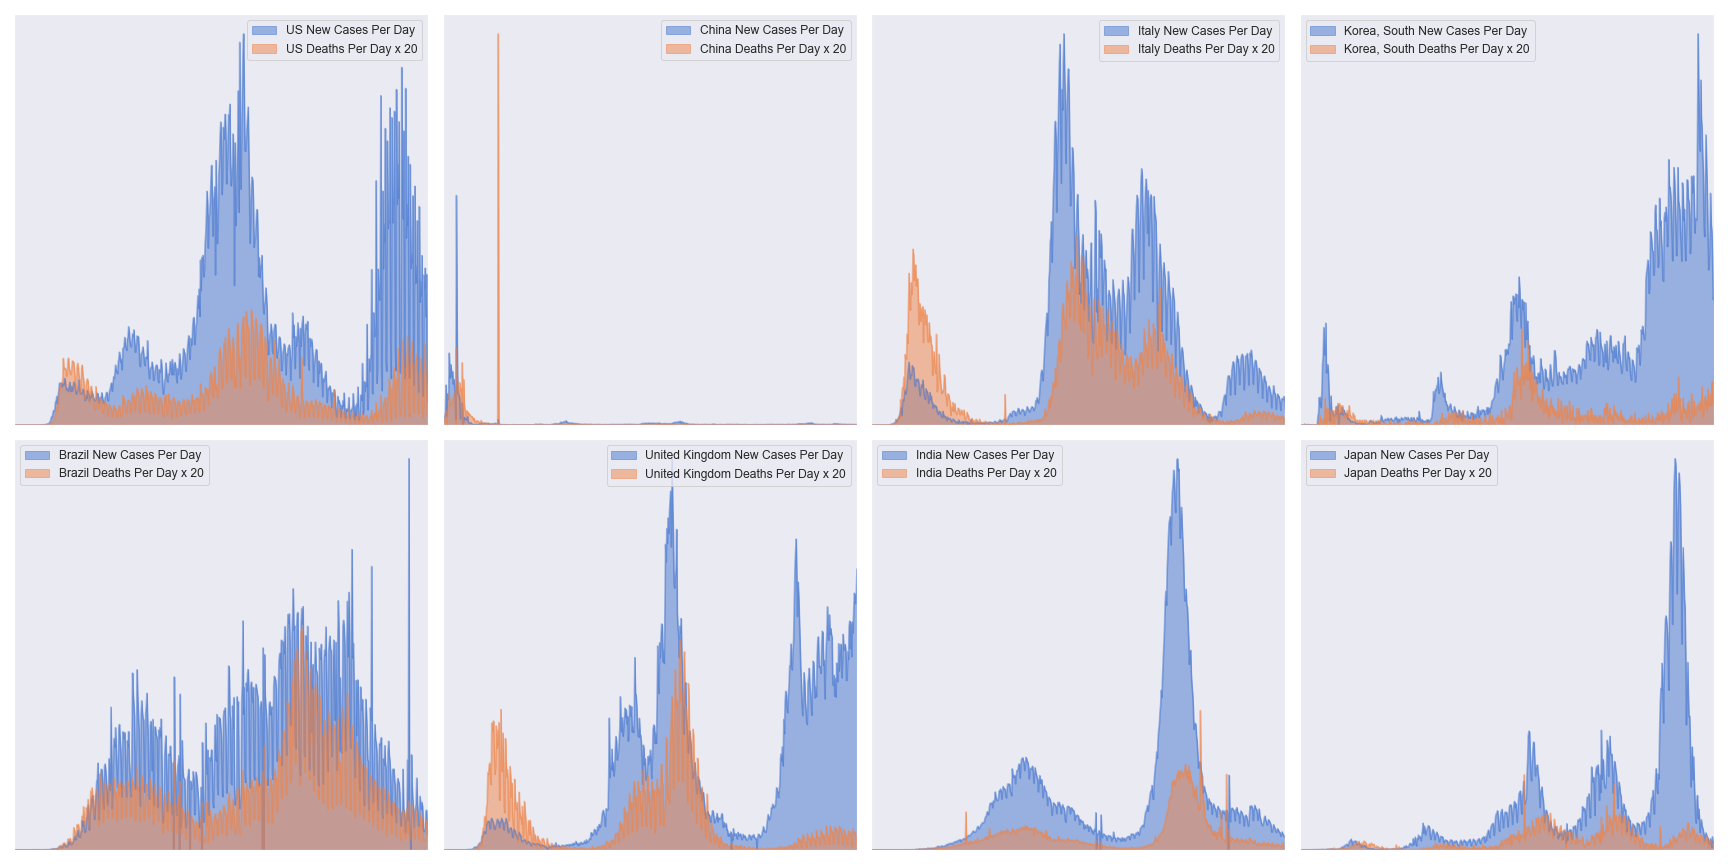 US New Cases Per Day
US Deaths Per Day x 20
China New Cases Per Day
China Deaths Per Day x 20
Italy New Cases Per Day
Italy Deaths Per Day x 20
Korea, South New Cases Per Day
Korea, South Deaths Per Day x 20
Brazil New Cases Per Day
Brazil Deaths Per Day x 20
United Kingdom New Cases Per Day
United Kingdom Deaths Per Day x 20
India New Cases Per Day
India Deaths Per Day x 20
Japan New Cases Per Day
Japan Deaths Per Day x 20